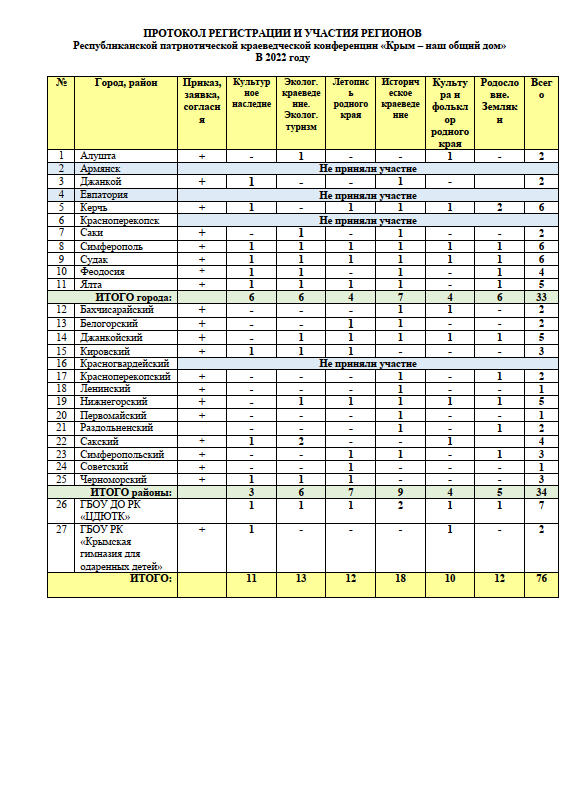 ПРОТОКОЛ РЕГИСТРАЦИИ И УЧАСТИЯ РЕГИОНОВ
Республиканской патриотической краеведческой конференции «Крым – наш общий дом»
В 2022 году
№ Город, район Приказ, заявка, согласия Культурное наследие Эколог. краеведение. Эколог. туризм Летопись родного края Историческое краеведение Культура и фольклор родного края Родословие. Земляки Всего
1 Алушта + - 1 - - 1 - 2
2 Армянск Не приняли участие
3 Джанкой + 1 - - 1 - 2
4 Евпатория Не приняли участие
5 Керчь + 1 - 1 1 1 2 6
6 Красноперекопск Не приняли участие
7 Саки + - 1 - 1 - - 2
8 Симферополь + 1 1 1 1 1 1 6
9 Судак + 1 1 1 1 1 1 6
10 Феодосия + 1 1 - 1 - 1 4
11 Ялта + 1 1 1 1 - 1 5
ИТОГО города: 6 6 4 7 4 6 33
12 Бахчисарайский + - - - 1 1 - 2
13 Белогорский + - - 1 1 - - 2
14 Джанкойский + - 1 1 1 1 1 5
15 Кировский + 1 1 1 - - - 3
16 Красногвардейский Не приняли участие
17 Красноперекопский + - - - 1 - 1 2
18 Ленинский - - - 1 - - 1
19 Нижнегорский + - 1 1 1 1 1 5
20 Первомайский + - - - 1 - - 1
21 Раздольненский - - - 1 - 1 2
22 Сакский + 1 2 - - 1 4
23 Симферопольский + - - 1 1 - 1 3
24 Советский - - 1 - - - 1
25 Черноморский + 1 1 1 - - - 3
ИТОГО районы: 3 6 7 9 4 5 34
26 ГБОУ ДО РК 1 1 1 2 1 1 7
«ЦДЮТК»
27 ГБОУ РК + 1 - - - 1 - 2
«Крымская
гимназия для
одаренных детей»
ИТОГО: 11 13 12 18 10 12 76